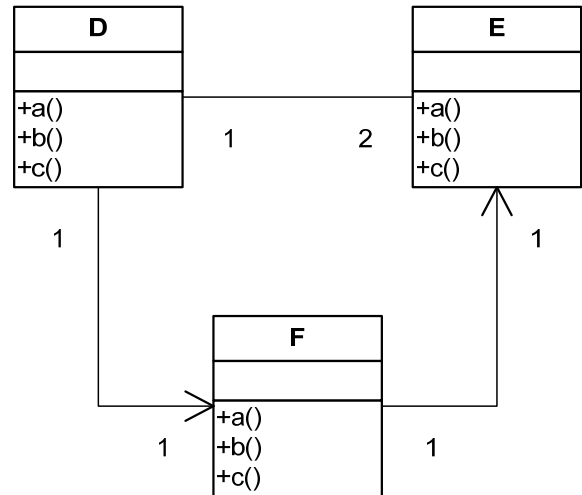 D
+a()
+b()
+c()
E
+a()
+b()
+c()
1
2
1
1
F
+a()
+b()
+c()
1
1